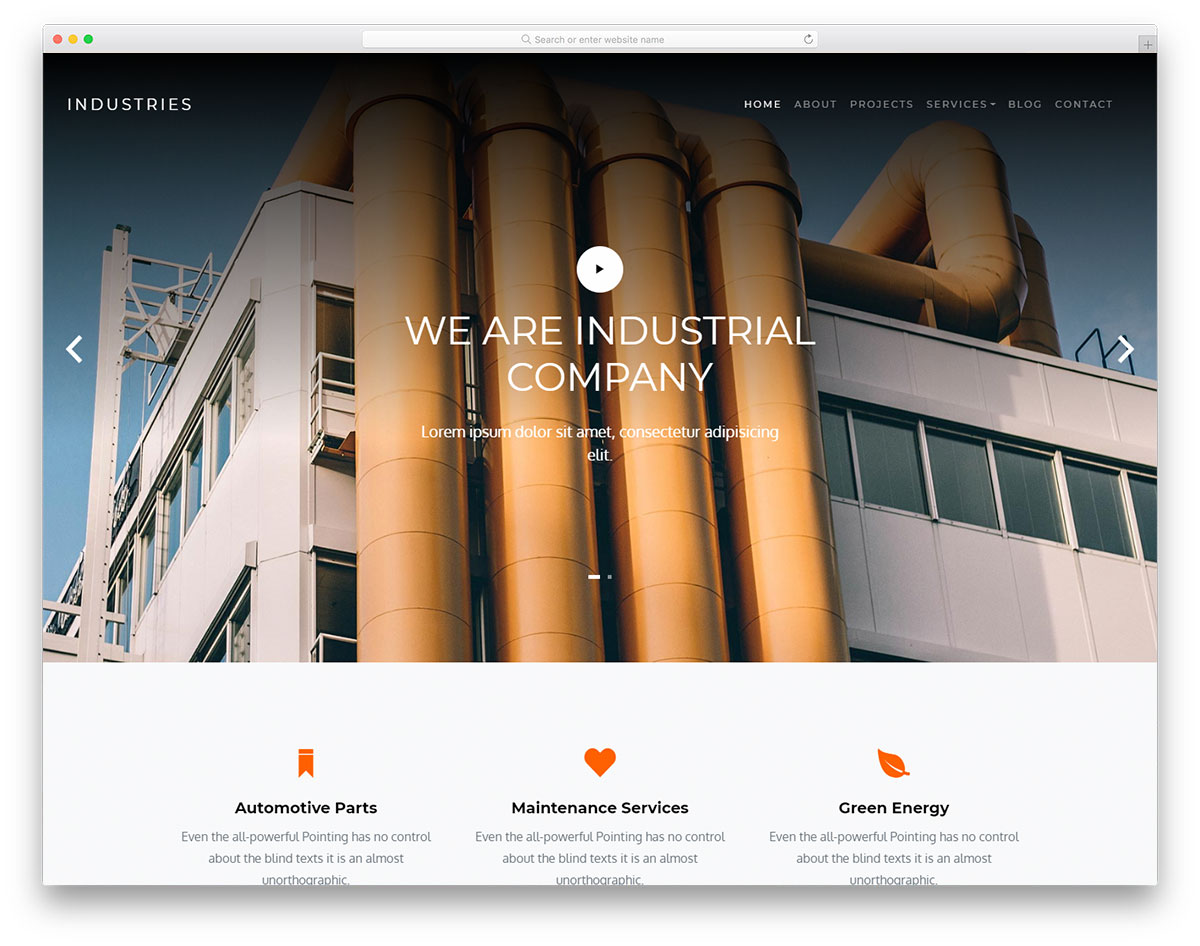 Search or enter website name
INDUSTRIES
HOME ABOUT PROJECTS SERVICES BLOG CONTACT
WE ARE INDUSTRIAL
COMPANY
Lorem ipsum dolor sit amet, consectetur adipisicing
elit.
Automotive Parts
Even the all-powerful Pointing has no control
about the blind texts it is an almost
unorthographic.
Maintenance Services
Even the all-powerful Pointing has no control
about the blind texts it is an almost
unorthographic.
Green Energy
Even the all-powerful Pointing has no control
about the blind texts it is an almost
unorthographic.